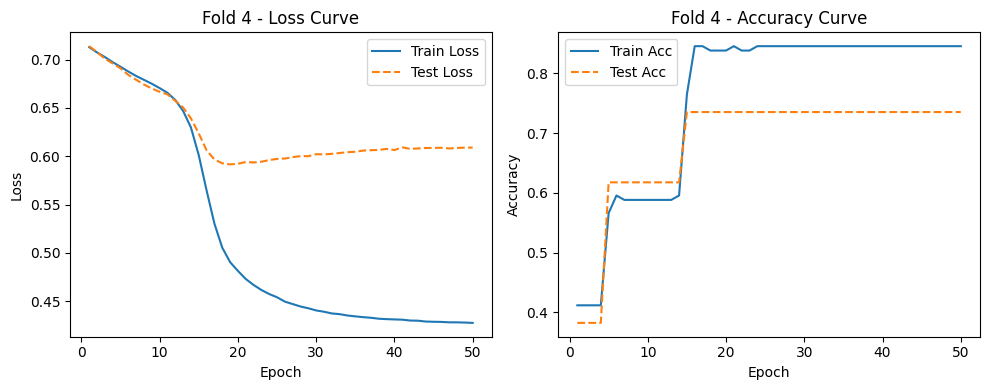 Fold 4 - Loss Curve
Train Loss
Test Loss
0.70
0.65
0.60
0.55
0.50
0.45
Loss
0
10
20
30
40
50
Epoch
Fold 4 - Accuracy Curve
Train Acc
Test Acc
0.8
0.7
0.6
0.5
0.4
Accuracy
0
10
20
30
40
50
Epoch